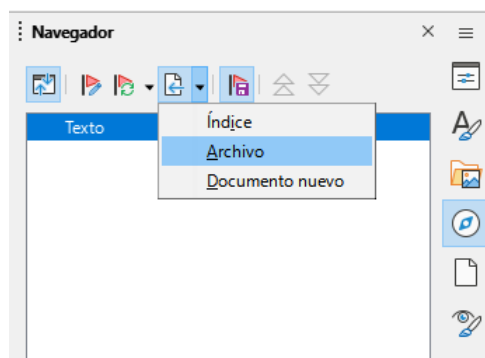 Navegador
Texto
Índice
Archivo
Documento nuevo